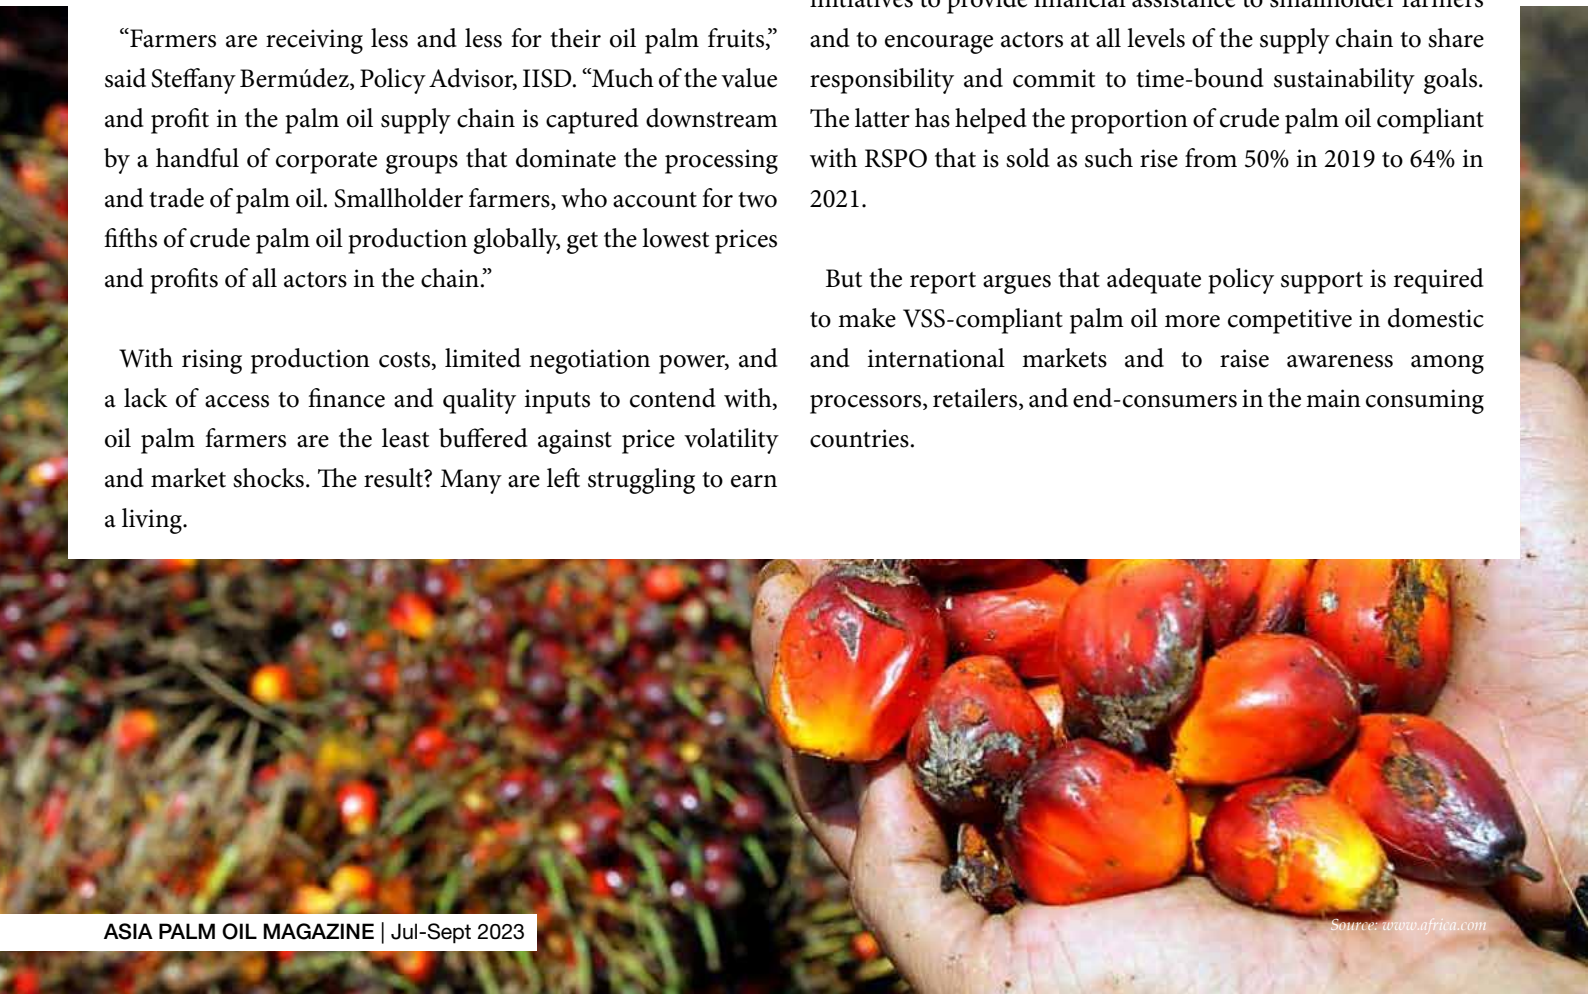 “Farmers are receiving less and less for their oil palm fruits,”
said Steffany Bermúdez, Policy Advisor, IISD. “Much of the value
and profit in the palm oil supply chain is captured downstream
by a handful of corporate groups that dominate the processing
and trade of palm oil. Smallholder farmers, who account for two
fifths of crude palm oil production globally, get the lowest prices
and profits of all actors in the chain.”
With rising production costs, limited negotiation power, and
a lack of access to finance and quality inputs to contend with,
oil palm farmers are the least buffered against price volatility
and market shocks. The result? Many are left struggling to earn
a living.
initiatives to provide financial assistance to smallholder farmers
and to encourage actors at all levels of the supply chain to share
responsibility and commit to time-bound sustainability goals.
The latter has helped the proportion of crude palm oil compliant
with RSPO that is sold as such rise from 50% in 2019 to 64% in
2021.
But the report argues that adequate policy support is required
to make VSS-compliant palm oil more competitive in domestic
and international markets and to raise awareness among
processors, retailers, and end-consumers in the main consuming
countries.
ASIA PALM OIL MAGAZINE | Jul-Sept 2023
Source: www.africa.com